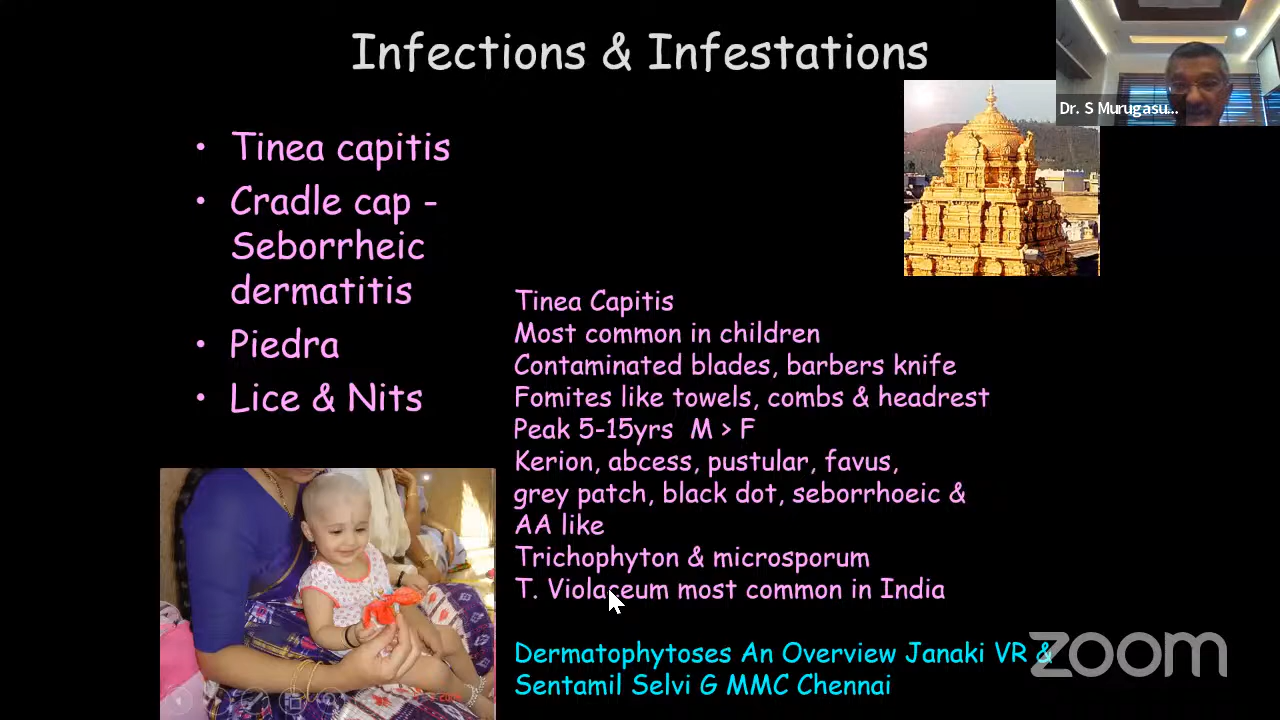 Infections & Infestations
Dr. S Murugasu...
• Tinea capitis
• Cradle cap -
Seborrheic
dermatitis
• Piedra
• Lice & Nits
Tinea Capitis
Most common in children
Contaminated blades, barbers knife
Fomites like towels, combs & headrest
Peak 5-15yrs M > F
Kerion, abcess, pustular, favus,
grey patch, black dot, seborrhoeic &
AA like
Trichophyton & microsporum
T. Violaceum most common in India
Dermatophytoses An Overview Janaki VR &
Sentamil Selvi G MMC Chennai
zoom